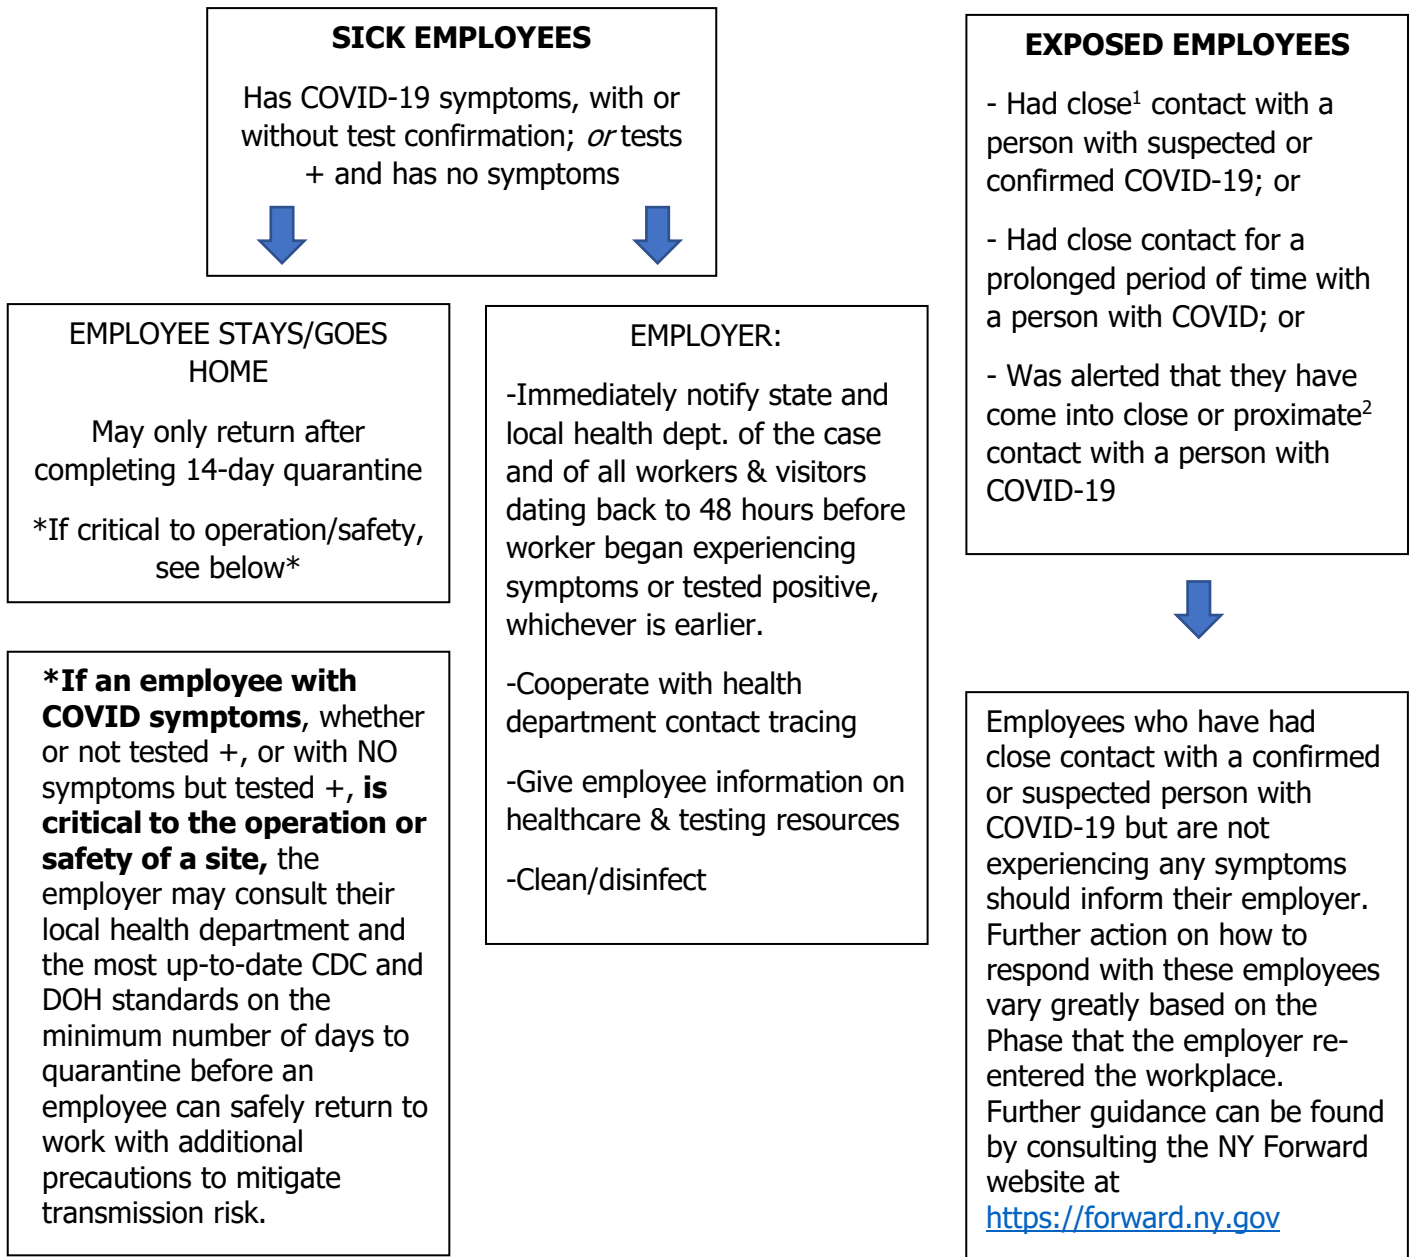 SICK EMPLOYEES
Has COVID-19 symptoms, with or
without test confirmation; or tests
+ and has no symptoms
EMPLOYEE STAYS/GOES
HOME
May only return after
completing 14-day quarantine
*If critical to operation/safety,
see below*
*If an employee with
COVID symptoms, whether
or not tested +, or with NO
symptoms but tested +, is
critical to the operation or
safety of a site, the
employer may consult their
local health department and
the most up-to-date CDC and
DOH standards on the
minimum number of days to
quarantine before an
employee can safely return to
work with additional
precautions to mitigate
transmission risk.
EMPLOYER:
-Immediately notify state and
local health dept. of the case
and of all workers & visitors
dating back to 48 hours before
worker began experiencing
symptoms or tested positive,
whichever is earlier.
-Cooperate with health
department contact tracing
-Give employee information on
healthcare & testing resources
-Clean/disinfect
EXPOSED EMPLOYEES
- Had close1 contact with a
person with suspected or
confirmed COVID-19; or
- Had close contact for a
prolonged period of time with
a person with COVID; or
- Was alerted that they have
come into close or proximate2
contact with a person with
COVID-19
Employees who have had
close contact with a confirmed
or suspected person with
COVID-19 but are not
experiencing any symptoms
should inform their employer.
Further action on how to
respond with these employees
vary greatly based on the
Phase that the employer re-
entered the workplace.
Further guidance can be found
by consulting the NY Forward
website at
https://forward.ny.gov